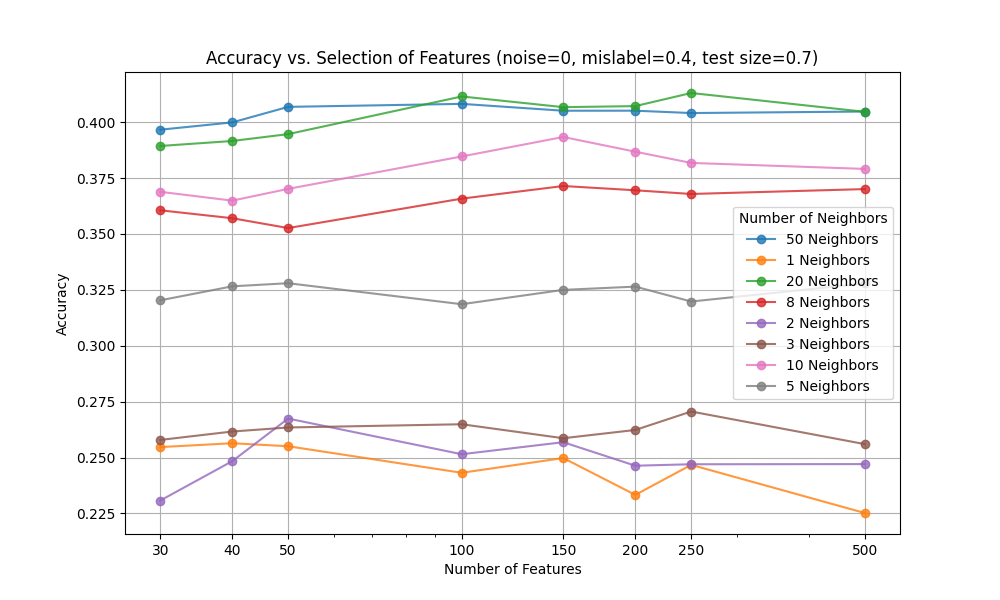 Accuracy vs. Selection of Features (noise=0, mislabel=0.4, test size=0.7)
Accuracy
0.400
0.375
0.350
0.325
0.300
0.275
0.250
0.225
Number of Neighbors
50 Neighbors
1 Neighbors
20 Neighbors
8 Neighbors
2 Neighbors
3 Neighbors
10 Neighbors
5 Neighbors
30 40 50 100 150 200 250 500
Number of Features